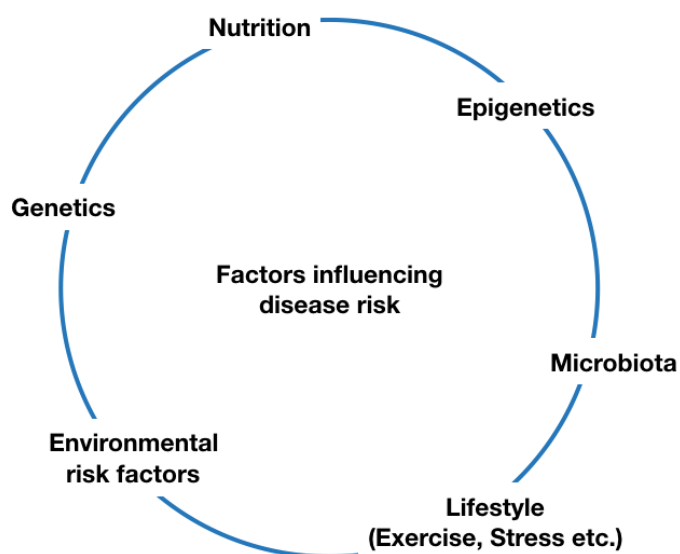 Nutrition
Epigenetics
Genetics
Factors influencing
disease risk
Microbiota
Environmental
risk factors
Lifestyle
(Exercise, Stress etc.)